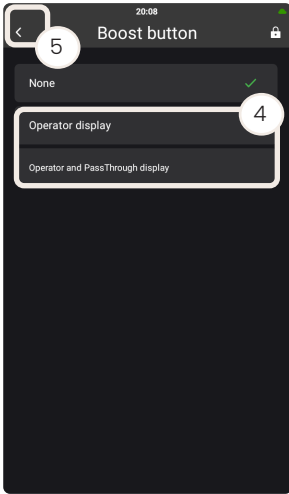 20:08
Boost button
5
None
4
Operator display
Operator and PassThrough display